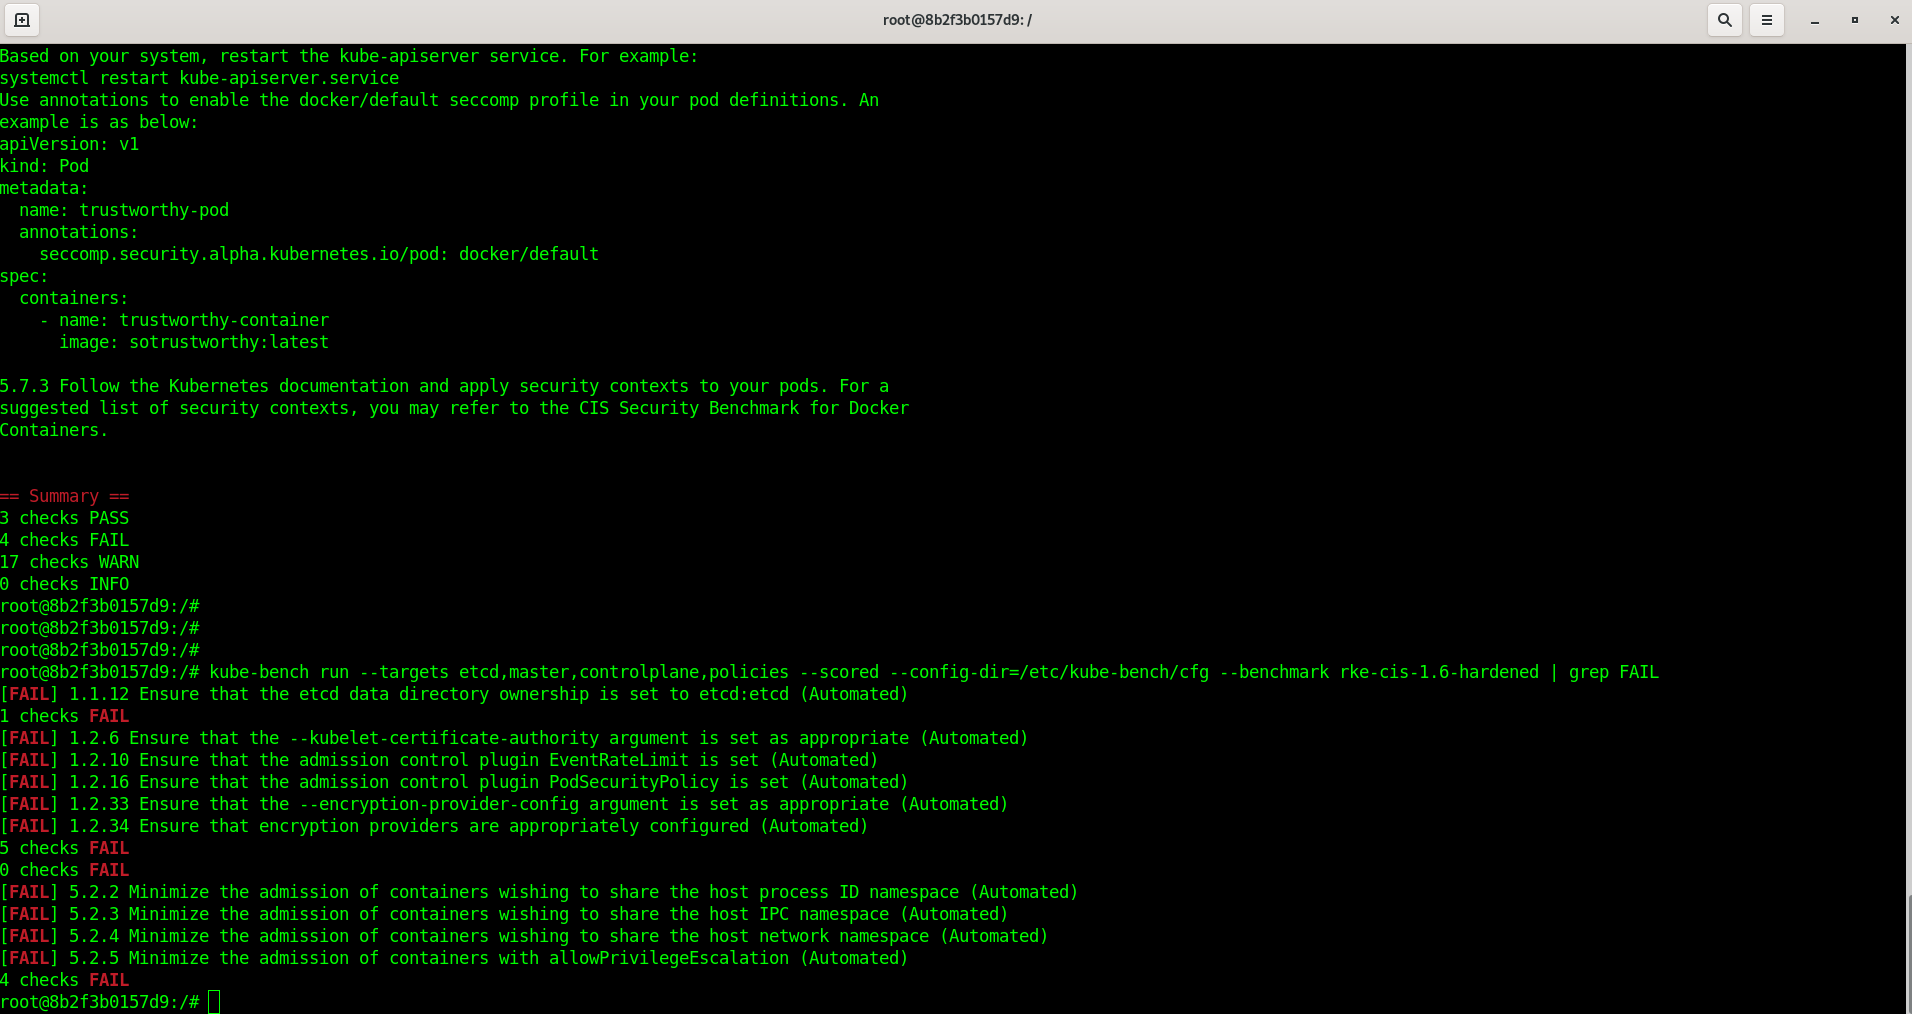 root@8b2f3b0157d9: /
Based on your system, restart the kube-apiserver service. For example:
systemctl restart kube-apiserver.service
Use annotations to enable the docker/default seccomp profile in your pod definitions. An
example is as below:
apiVersion: v1
kind: Pod
metadata:
  name: trustworthy-pod
  annotations:
    seccomp.security.alpha.kubernetes.io/pod: docker/default
spec:
  containers:
    - name: trustworthy-container
      image: sotrustworthy:latest
5.7.3 Follow the Kubernetes documentation and apply security contexts to your pods. For a
suggested list of security contexts, you may refer to the CIS Security Benchmark for Docker
Containers.
== Summary ==
3 checks PASS
4 checks FAIL
17 checks WARN
0 checks INFO
root@8b2f3b0157d9:/#
root@8b2f3b0157d9:/#
root@8b2f3b0157d9:/#
root@8b2f3b0157d9:/# kube-bench run --targets etcd,master,controlplane,policies --scored --config-dir=/etc/kube-bench/cfg --benchmark rke-cis-1.6-hardened | grep FAIL
[FAIL] 1.1.12 Ensure that the etcd data directory ownership is set to etcd:etcd (Automated)
1 checks FAIL
[FAIL] 1.2.6 Ensure that the --kubelet-certificate-authority argument is set as appropriate (Automated)
[FAIL] 1.2.10 Ensure that the admission control plugin EventRateLimit is set (Automated)
[FAIL] 1.2.16 Ensure that the admission control plugin PodSecurityPolicy is set (Automated)
[FAIL] 1.2.33 Ensure that the --encryption-provider-config argument is set as appropriate (Automated)
[FAIL] 1.2.34 Ensure that encryption providers are appropriately configured (Automated)
5 checks FAIL
0 checks FAIL
[FAIL] 5.2.2 Minimize the admission of containers wishing to share the host process ID namespace (Automated)
[FAIL] 5.2.3 Minimize the admission of containers wishing to share the host IPC namespace (Automated)
[FAIL] 5.2.4 Minimize the admission of containers wishing to share the host network namespace (Automated)
[FAIL] 5.2.5 Minimize the admission of containers with allowPrivilegeEscalation (Automated)
4 checks FAIL
root@8b2f3b0157d9:/#